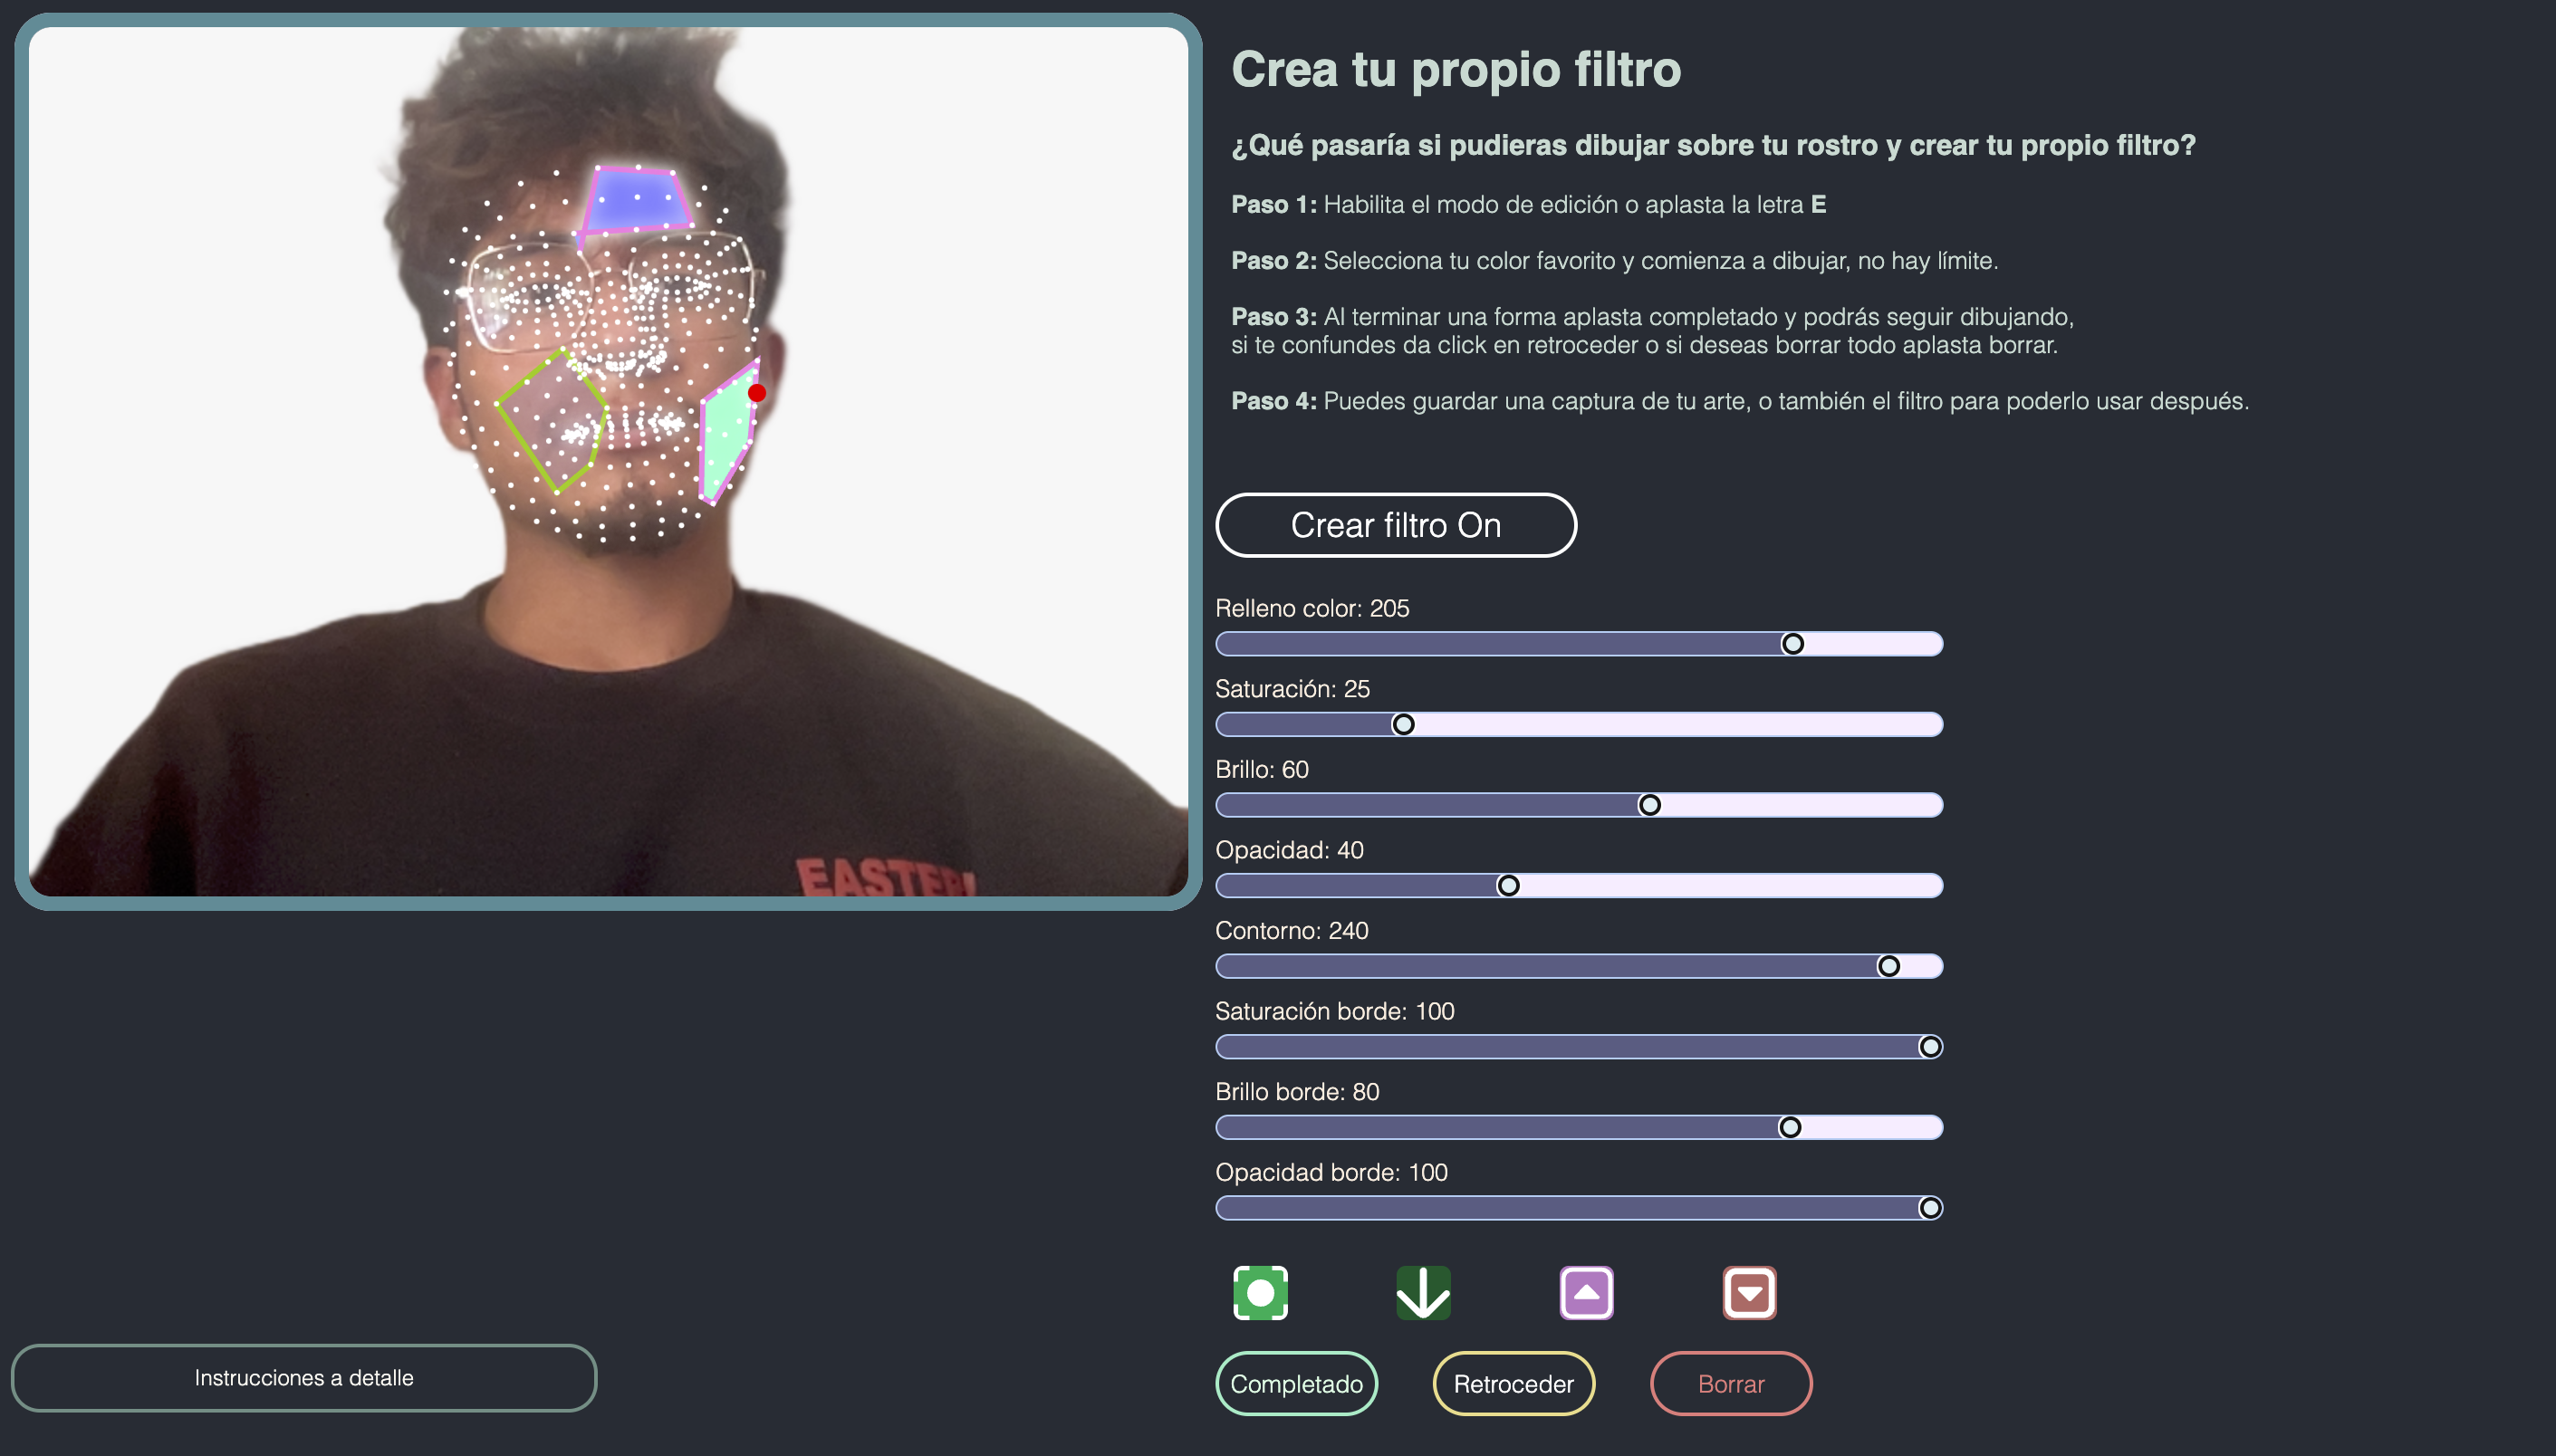 Crea tu propio filtro
¿Qué pasaría si pudieras dibujar sobre tu rostro y crear tu propio filtro?
Paso 1: Habilita el modo de edición o aplasta la letra E
Paso 2: Selecciona tu color favorito y comienza a dibujar, no hay límite.
Paso 3: Al terminar una forma aplasta completado y podrás seguir dibujando,
si te confundes da click en retroceder o si deseas borrar todo aplasta borrar.
Paso 4: Puedes guardar una captura de tu arte, o también el filtro para poderlo usar después.
Crear filtro On
Relleno color: 205
Saturación: 25
Brillo: 60
Opacidad: 40
Contorno: 240
Saturación borde: 100
Brillo borde: 80
Opacidad borde: 100
Completado
Retroceder
Borrar
Instrucciones a detalle